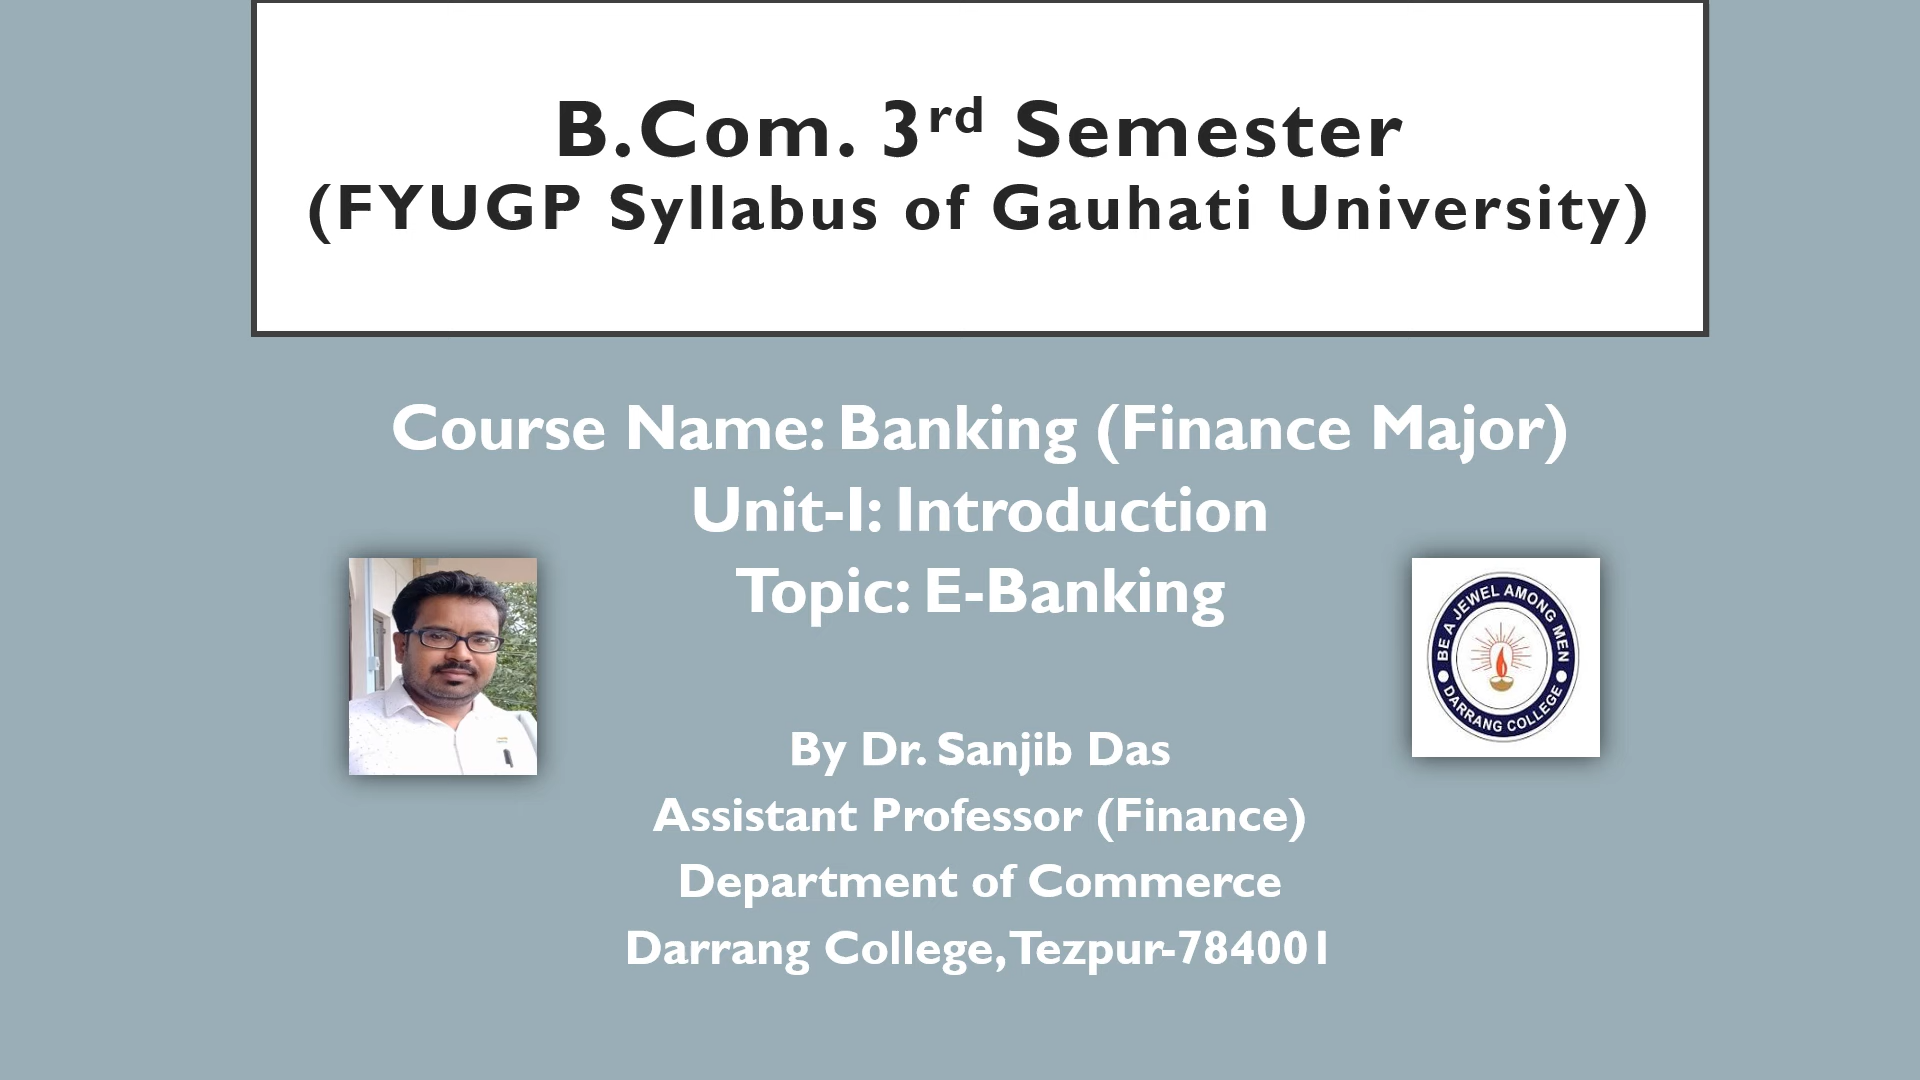 B.Com. 3rd Semester
(FYUGP Syllabus of Gauhati University)
Course Name: Banking (Finance Major)
Unit-I: Introduction
Topic: E-Banking
BE A JEWEL AMONG MEN
DARRANG COLLEGE
By Dr. Sanjib Das
Assistant Professor (Finance)
Department of Commerce
Darrang College, Tezpur-784001